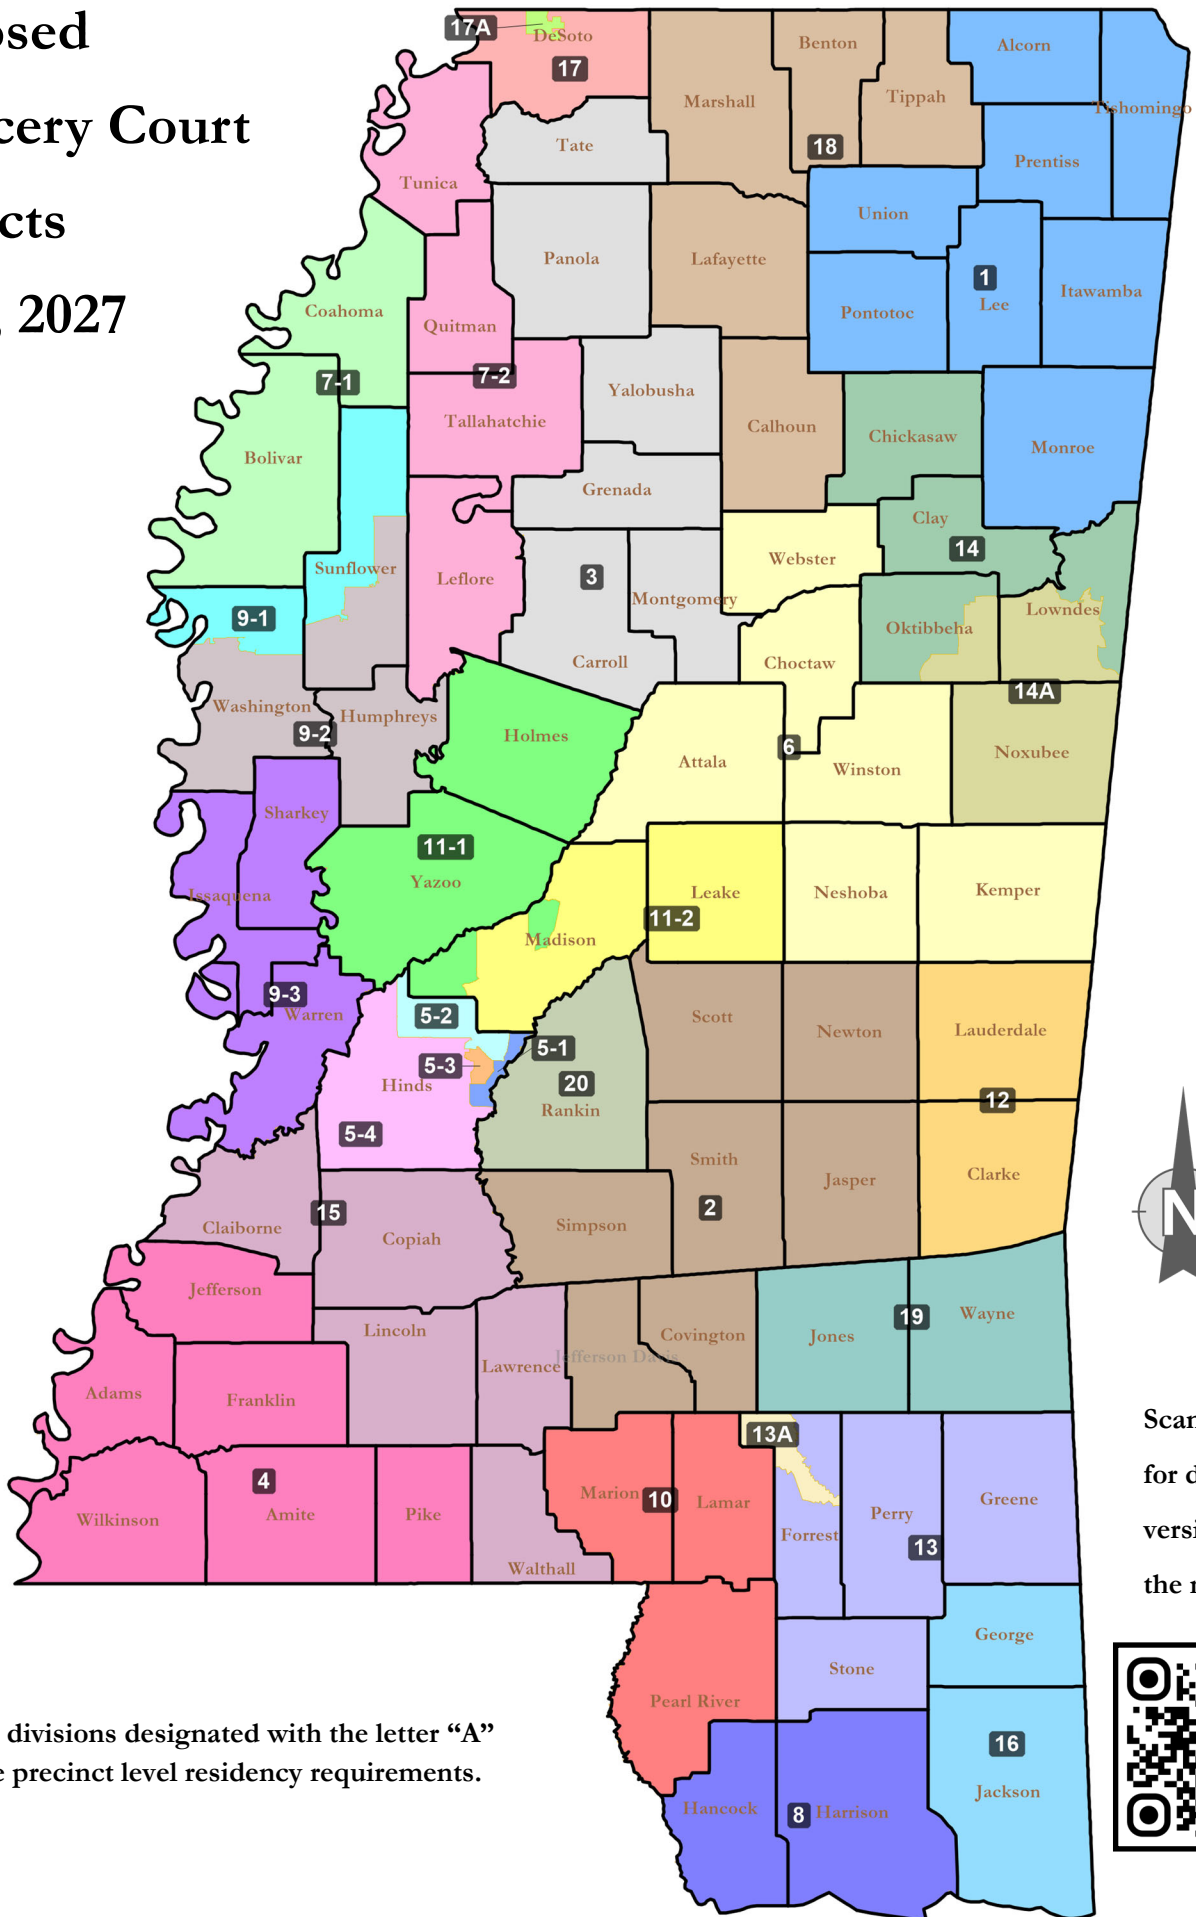 osed
cery Court
cts
, 2027
17A
DeSoto
17
Benton
Alcorn
Marshall
Tippah
Tishomingo
Tate
18
Prentiss
Tunica
Union
Panola
Lafayette
1
Itawamba
Coahoma
Quitman
Pontotoc
Lee
7-1
7-2
Yalobusha
Tallahatchie
Calhoun
Chickasaw
Monroe
Bolivar
Grenada
Clay
14
Sunflower
Leflore
3
Webster
Montgomery
9-1
Lowndes
Oktibbeha
Carroll
Choctaw
14A
Washington
Humphreys
9-2
Holmes
6
Attala
Winston
Noxubee
Sharkey
11-1
Yazoo
Issaquena
Leake
Neshoba
Kemper
11-2
Madison
9-3
Warren
5-2
Scott
Newton
Lauderdale
5-1
5-3
Hinds
20
Rankin
12
5-4
Smith
Jasper
Clarke
15
2
Claiborne
Copiah
Simpson
Jefferson
Lincoln
Covington
Jones
19
Wayne
Lawrence
Jefferson Davis
Adams
Franklin
13A
4
Marion
10
Lamar
Wilkinson
Amite
Pike
Perry
Greene
Forrest
13
Walthall
George
Stone
Pearl River
16
Jackson
Hancock
8
Harrison
N
Scan
for d
versi
the r
divisions designated with the letter “A”
e precinct level residency requirements.